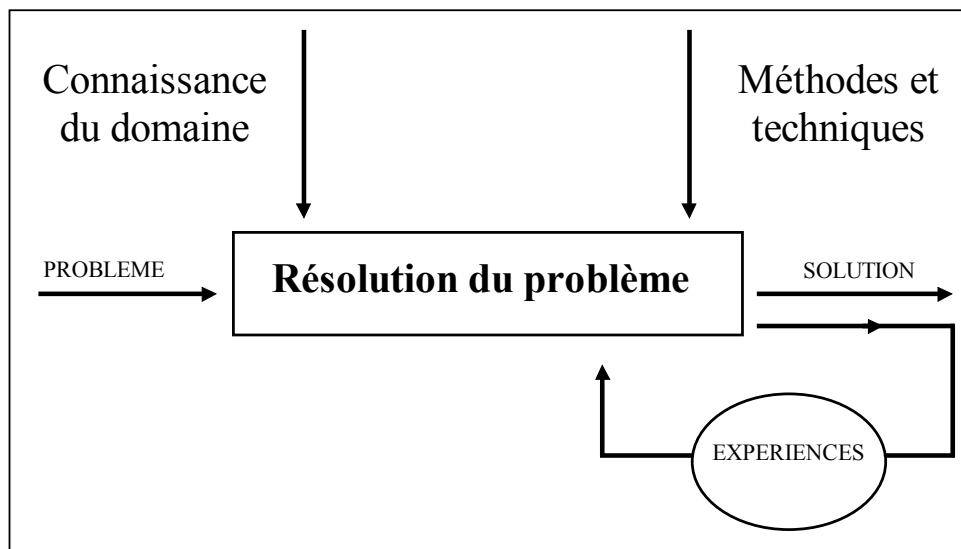 Connaissance
du domaine
Méthodes et
techniques
PROBLEME
Résolution du problème
SOLUTION
EXPERIENCES